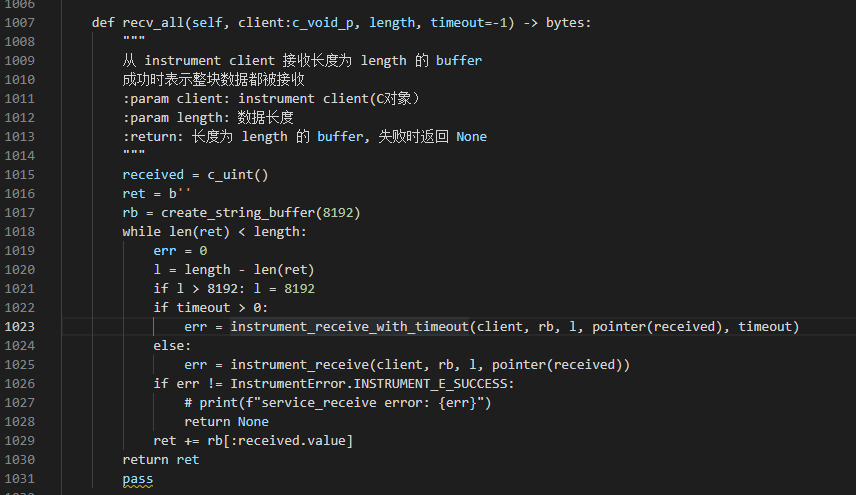 1006
1007 def recv_all(self, client:c_void_p, length, timeout=-1) -> bytes:
1008 """
1009 从 instrument client 接收长度为 length 的 buffer
1010 成功时表示整块数据都被接收
1011 :param client: instrument client(C对象）
1012 :param length: 数据长度
1013 :return: 长度为 length 的 buffer, 失败时返回 None
1014 """
1015 received = c_uint()
1016 ret = b''
1017 rb = create_string_buffer(8192)
1018 while len(ret) < length:
1019 err = 0
1020 l = length - len(ret)
1021 if l > 8192: l = 8192
1022 if timeout > 0:
1023 err = instrument_receive_with_timeout(client, rb, l, pointer(received), timeout)
1024 else:
1025 err = instrument_receive(client, rb, l, pointer(received))
1026 if err != InstrumentError.INSTRUMENT_E_SUCCESS:
1027 # print(f"service_receive error: {err}")
1028 return None
1029 ret += rb[:received.value]
1030 return ret
1031 pass